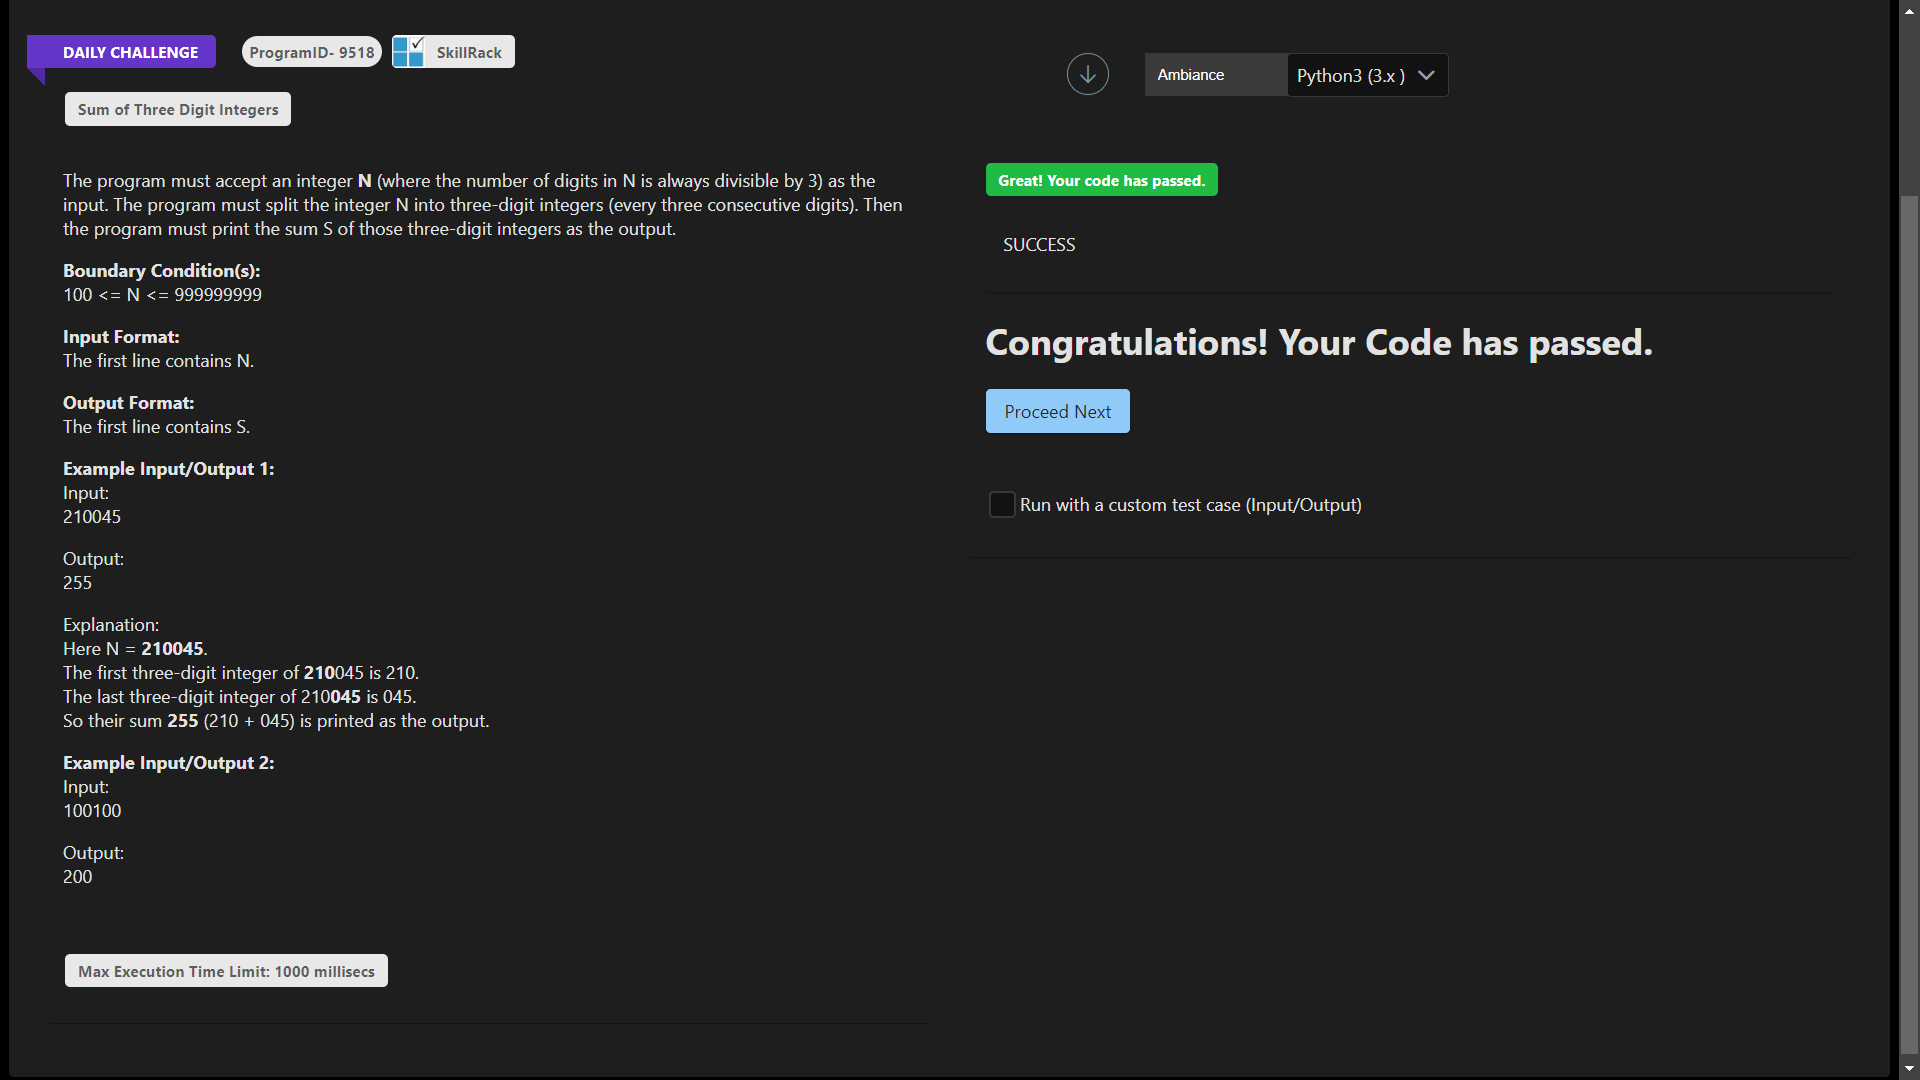 DAILY CHALLENGE
ProgramID- 9518
SkillRack
Sum of Three Digit Integers
The program must accept an integer N (where the number of digits in N is always divisible by 3) as the
input. The program must split the integer N into three-digit integers (every three consecutive digits). Then
the program must print the sum S of those three-digit integers as the output.
Boundary Condition(s):
100 <= N <= 999999999
Input Format:
The first line contains N.
Output Format:
The first line contains S.
Example Input/Output 1:
Input:
210045
Output:
255
Explanation:
Here N = 210045.
The first three-digit integer of 210045 is 210.
The last three-digit integer of 210045 is 045.
So their sum 255 (210 + 045) is printed as the output.
Example Input/Output 2:
Input:
100100
Output:
200
Max Execution Time Limit: 1000 millisecs
Ambiance
Python3 (3.x )
Great! Your code has passed.
SUCCESS
Congratulations! Your Code has passed.
Proceed Next
Run with a custom test case (Input/Output)